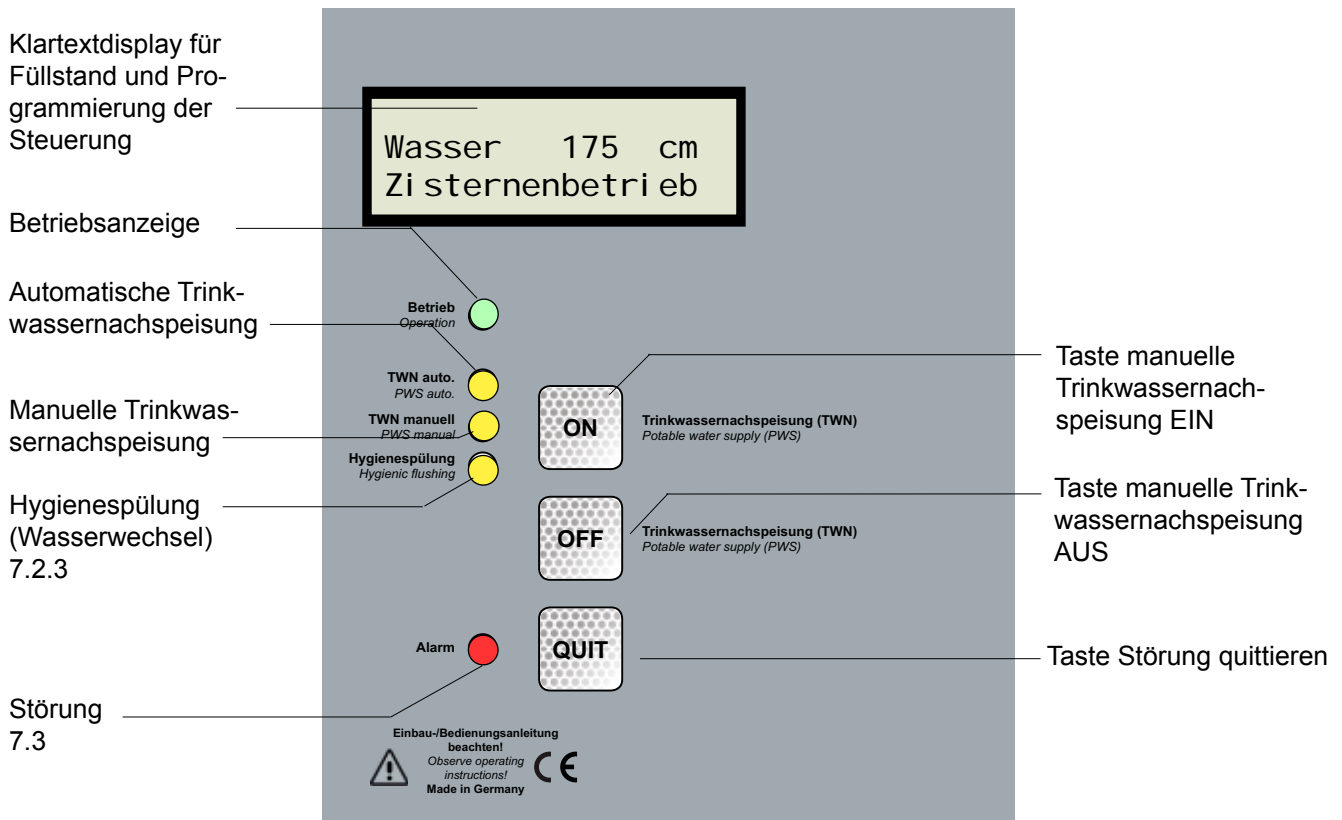 Klartextdisplay für
Füllstand und Pro-
grammierung der
Steuerung
Betriebsanzeige
Automatische Trink-
wassernachspeisung
Manuelle Trinkwas-
sernachspeisung
Hygienespülung
(Wasserwechsel)
7.2.3
Störung
7.3
Wasser 175 cm
Zisternenbetrieb
Betrieb
Operation
TWN auto.
PWS auto.
TWN manuell
PWS manual
Hygienespülung
Hygienic flushing
ON
Trinkwassernachspeisung (TWN)
Potable water supply (PWS)
OFF
Trinkwassernachspeisung (TWN)
Potable water supply (PWS)
Alarm
QUIT
Einbau-/Bedienungsanleitung
beachten!
Observe operating
instructions!
Made in Germany
CE
Taste manuelle
Trinkwassernach-
speisung EIN
Taste manuelle Trink-
wassernachspeisung
AUS
Taste Störung quittieren